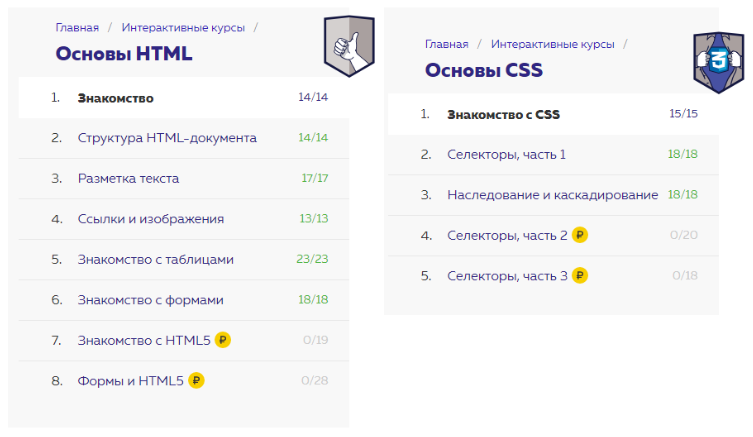 Главная / Интерактивные курсы /
Основы HTML
1. Знакомство 14/14
2. Структура HTML-документа 14/14
3. Разметка текста 17/17
4. Ссылки и изображения 13/13
5. Знакомство с таблицами 23/23
6. Знакомство с формами 18/18
7. Знакомство с HTML5 ₽ 0/19
8. Формы и HTML5 ₽ 0/28
Главная / Интерактивные курсы /
Основы CSS
1. Знакомство с CSS 15/15
2. Селекторы, часть 1 18/18
3. Наследование и каскадирование 18/18
4. Селекторы, часть 2 ₽ 0/20
5. Селекторы, часть 3 ₽ 0/18